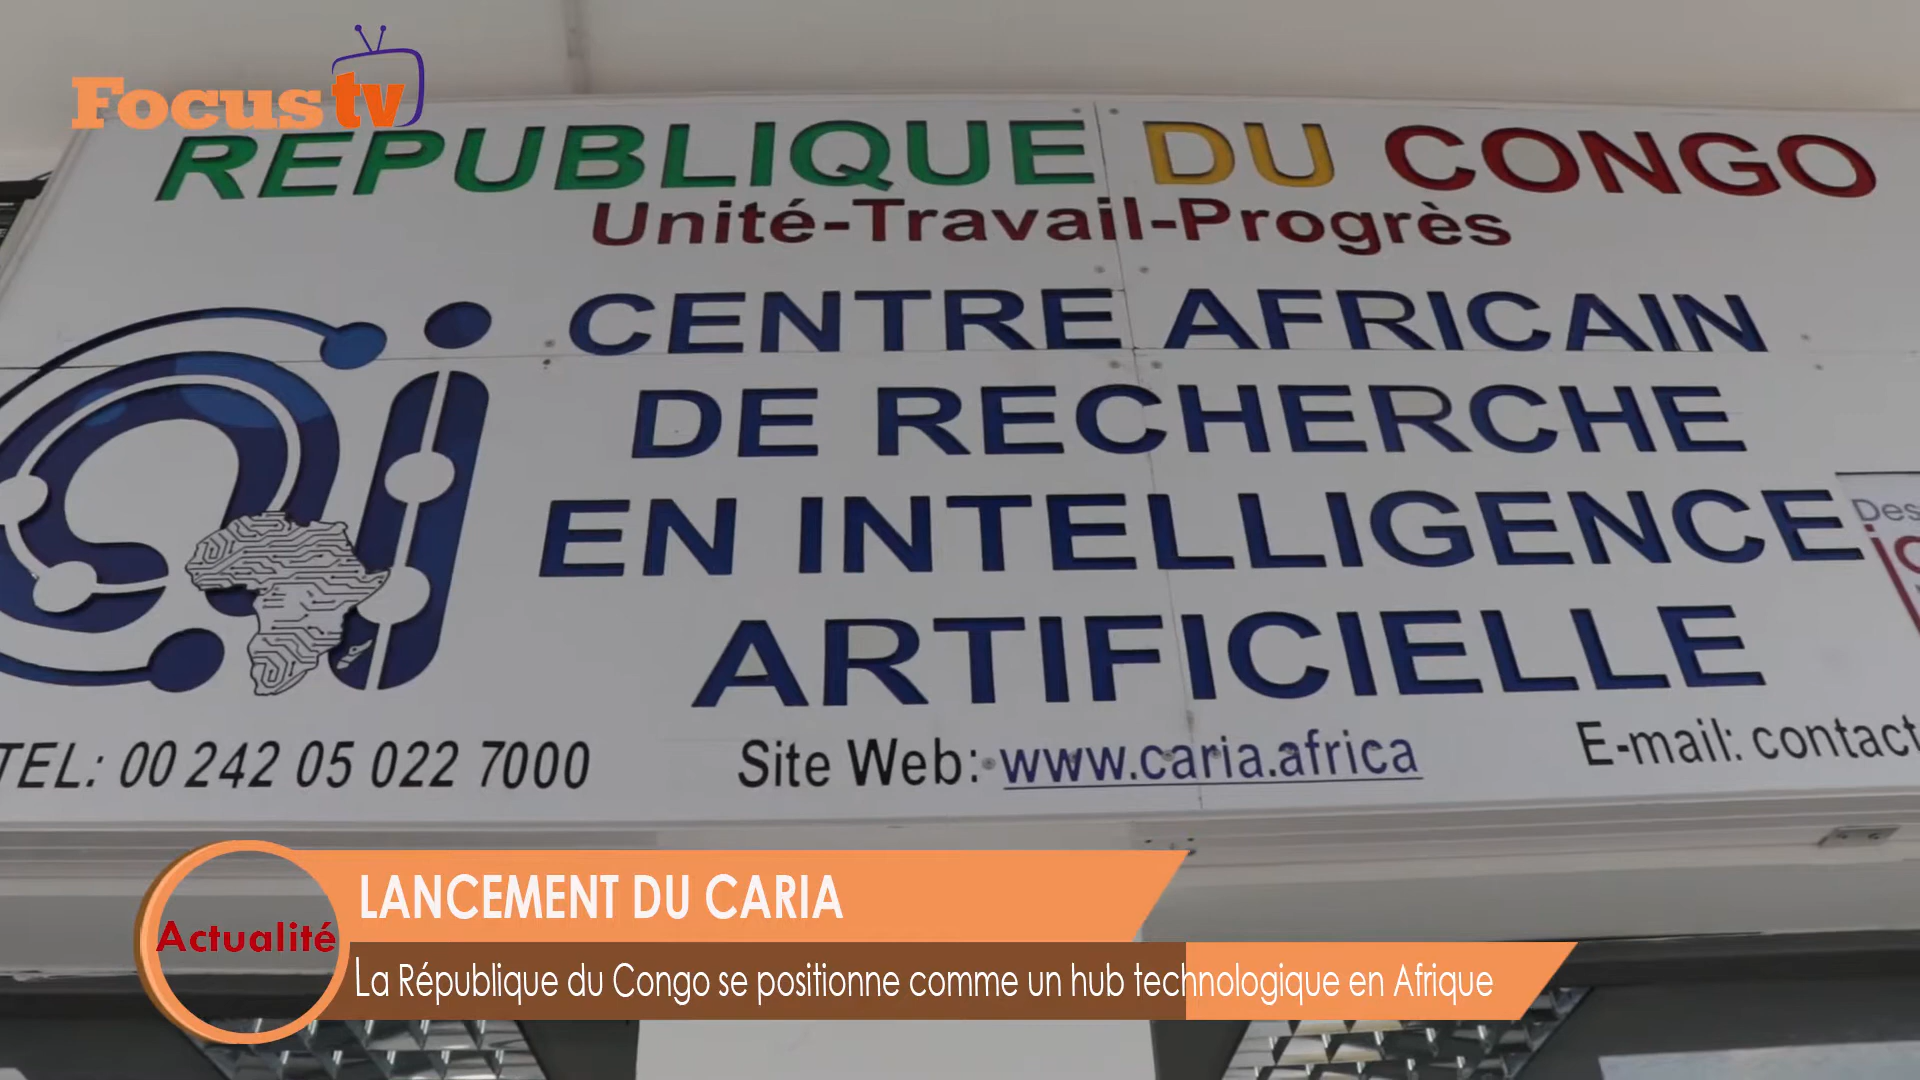 Focus tv
REPUBLIQUE DU CONGO
Unité-Travail-Progrès
CENTRE AFRICAIN
DE RECHERCHE
EN INTELLIGENCE
ARTIFICIELLE
Des
TEL: 00 242 05 022 7000
Site Web: www.caria.africa
E-mail: contact
LANCEMENT DU CARIA
Actualité
La République du Congo se positionne comme un hub technologique en Afrique